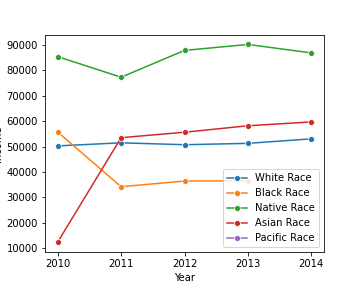 90000
80000
70000
60000
50000
40000
30000
20000
10000
2010 2011 2012 2013 2014
Year
White Race
Black Race
Native Race
Asian Race
Pacific Race